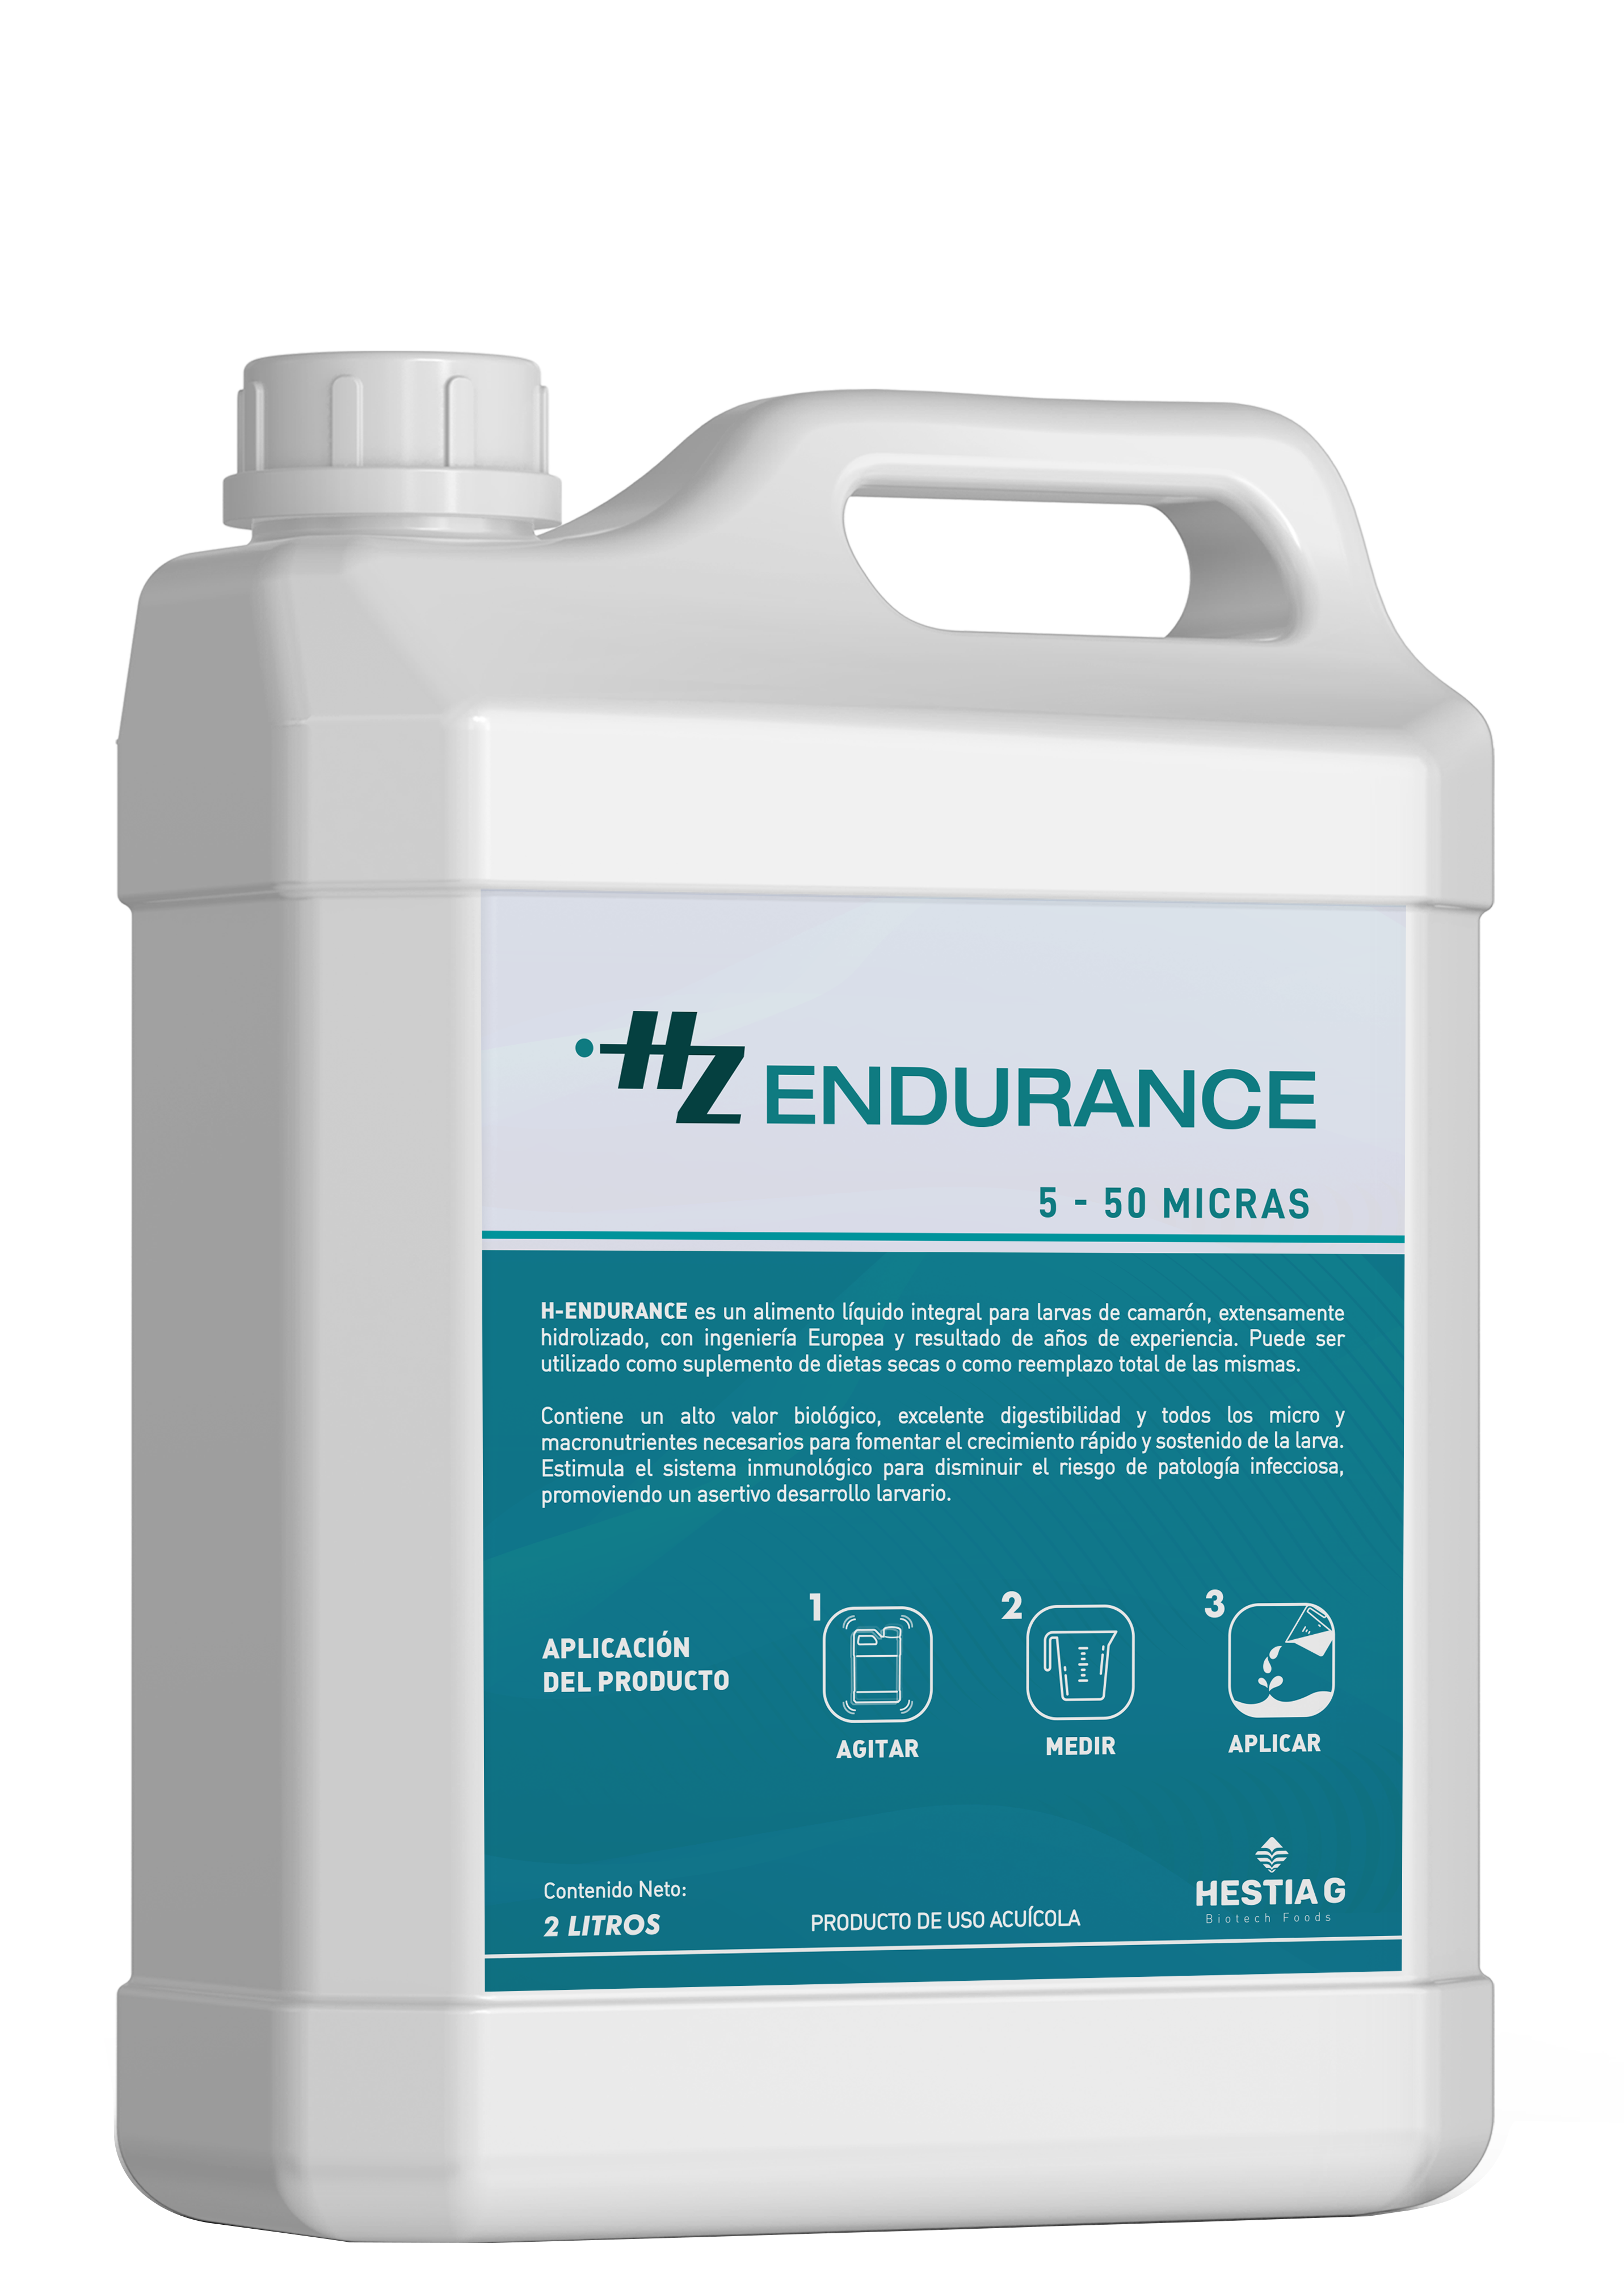 HZ ENDURANCE
5 - 50 MICRAS
H-ENDURANCE es un alimento líquido integral para larvas de camarón, extensamente
hidrolizado, con ingeniería Europea y resultado de años de experiencia. Puede ser
utilizado como suplemento de dietas secas o como reemplazo total de las mismas.
Contiene un alto valor biológico, excelente digestibilidad y todos los micro y
macronutrientes necesarios para fomentar el crecimiento rápido y sostenido de la larva.
Estimula el sistema inmunológico para disminuir el riesgo de patología infecciosa,
promoviendo un asertivo desarrollo larvario.
APLICACIÓN
DEL PRODUCTO
1
AGITAR
2
MEDIR
3
APLICAR
Contenido Neto:
2 LITROS
PRODUCTO DE USO ACUÍCOLA
HESTIA G
Biotech Foods